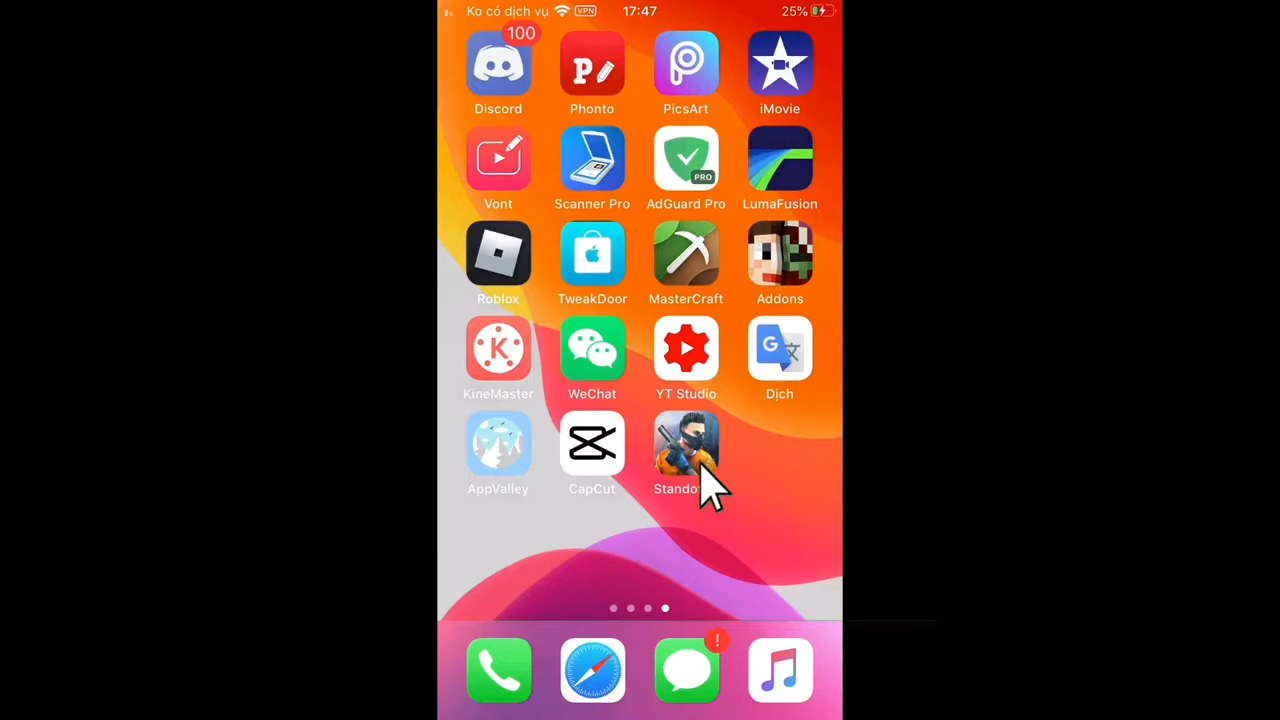 Ko có dịch vụ VPN 17:47 25%
100
Discord Phonto PicsArt iMovie
PRO
Vont Scanner Pro AdGuard Pro LumaFusion
Roblox TweakDoor MasterCraft Addons
K G 文
KineMaster WeChat YT Studio Dịch
AppValley CapCut
!